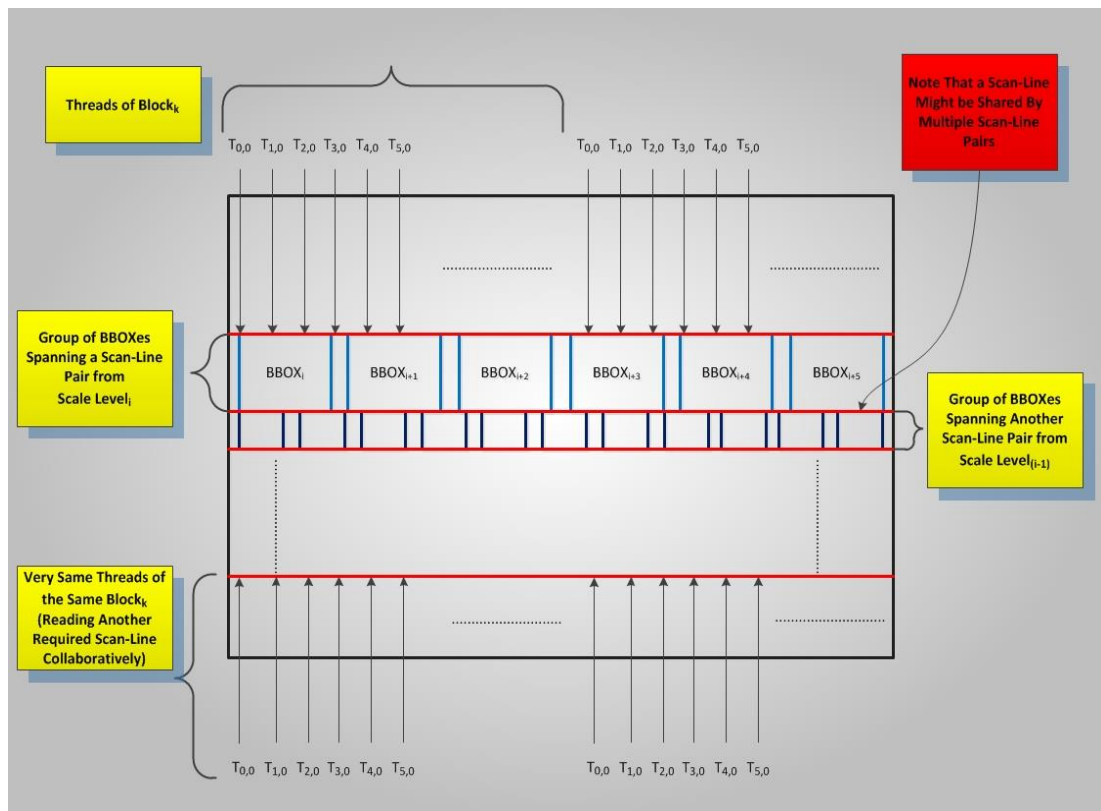 Threads of Blockₖ
Note That a Scan-Line
Might be Shared By
Multiple Scan-Line
Pairs
T₀,₀ T₁,₀ T₂,₀ T₃,₀ T₄,₀ T₅,₀ T₀,₀ T₁,₀ T₂,₀ T₃,₀ T₄,₀ T₅,₀
Group of BBOXes
Spanning a Scan-Line
Pair from
Scale Levelᵢ
BBOXᵢ BBOXᵢ₊₁ BBOXᵢ₊₂ BBOXᵢ₊₃ BBOXᵢ₊₄ BBOXᵢ₊₅
Group of BBOXes
Spanning Another
Scan-Line Pair from
Scale Level₍ᵢ₋₁₎
Very Same Threads of
the Same Blockₖ
(Reading Another
Required Scan-Line
Collaboratively)
T₀,₀ T₁,₀ T₂,₀ T₃,₀ T₄,₀ T₅,₀ T₀,₀ T₁,₀ T₂,₀ T₃,₀ T₄,₀ T₅,₀